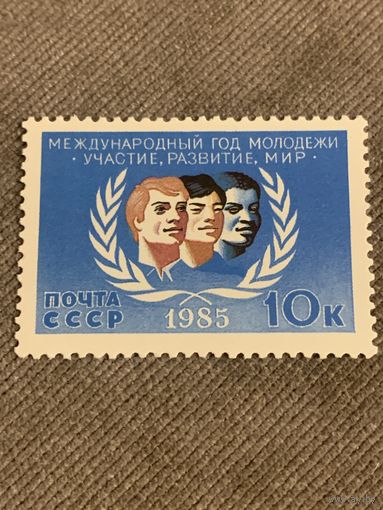 МЕЖДУНАРОДНЫЙ ГОД МОЛОДЕЖИ
· УЧАСТИЕ, РАЗВИТИЕ, МИР ·
ПОЧТА
СССР
1985
10к